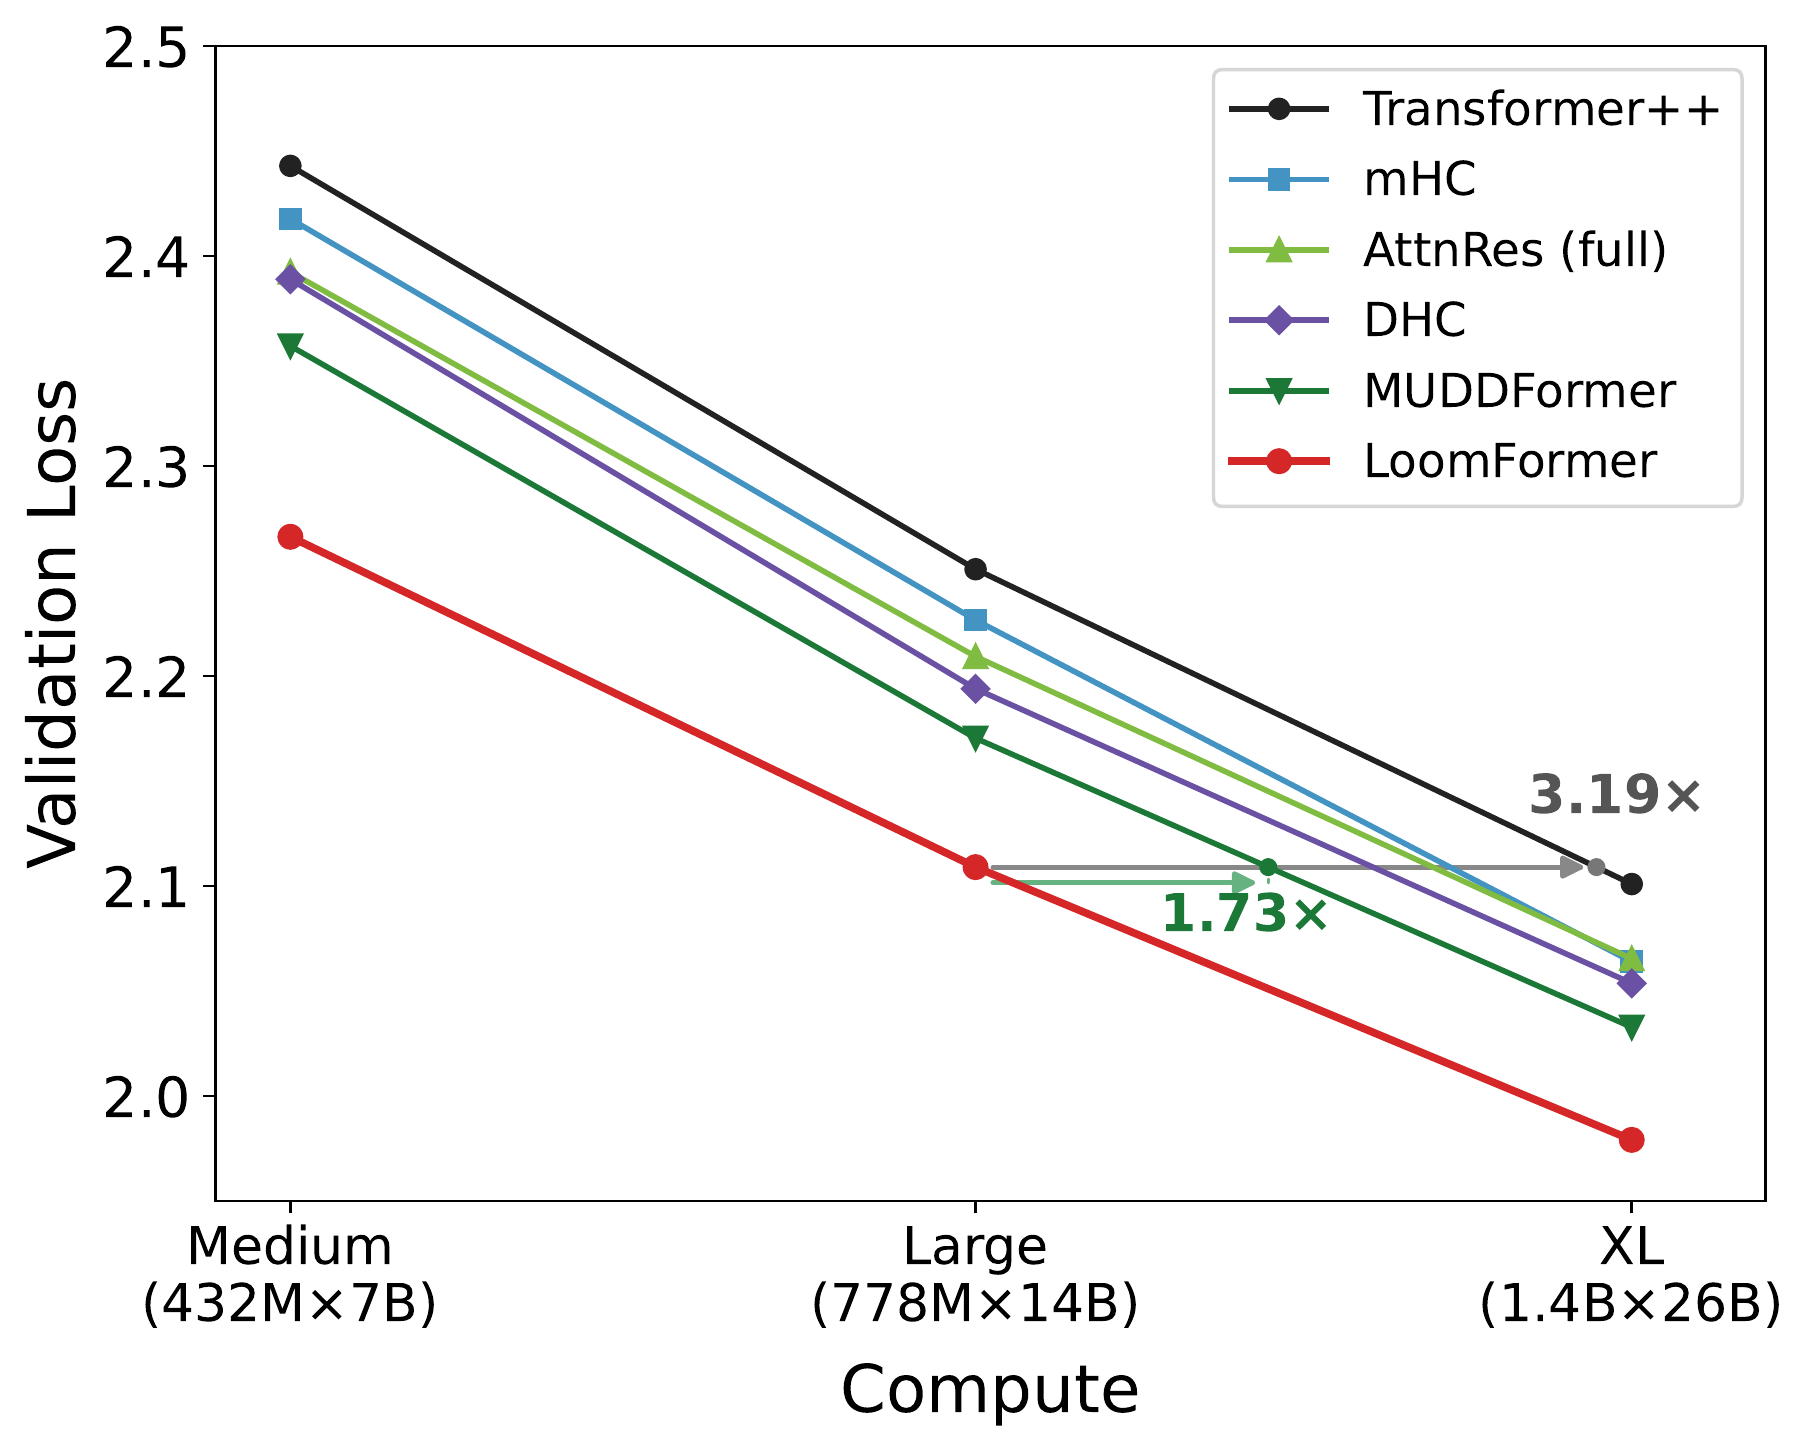 2.5
2.4
2.3
2.2
2.1
2.0
Validation Loss
Transformer++
mHC
AttnRes (full)
DHC
MUDDFormer
LoomFormer
3.19×
1.73×
Medium
(432M×7B)
Large
(778M×14B)
XL
(1.4B×26B)
Compute